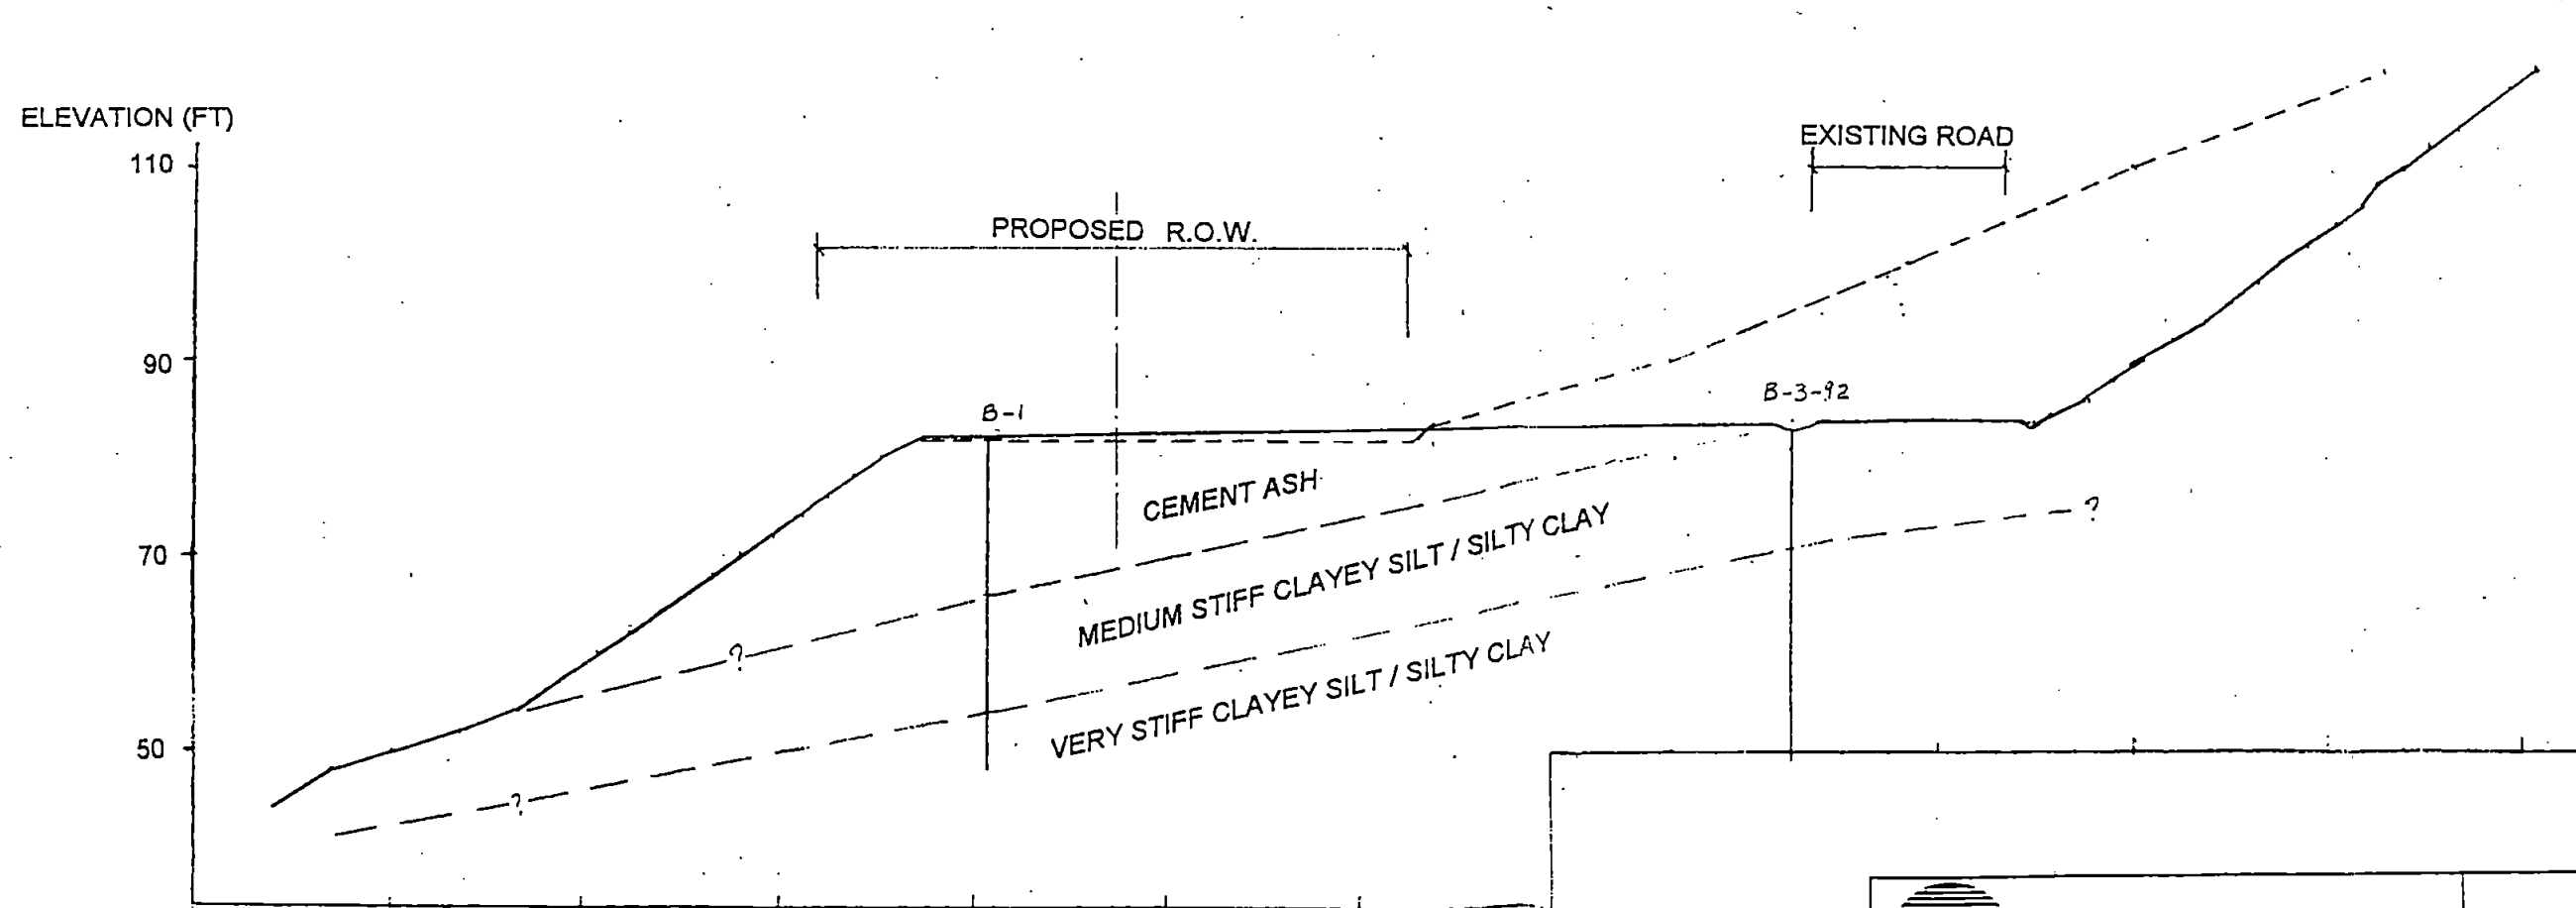 ELEVATION (FT)
110
EXISTING ROAD
PROPOSED R.O.W.
90
B-1
B-3-92
CEMENT ASH
70
MEDIUM STIFF CLAYEY SILT / SILTY CLAY
?
?
VERY STIFF CLAYEY SILT / SILTY CLAY
50
?